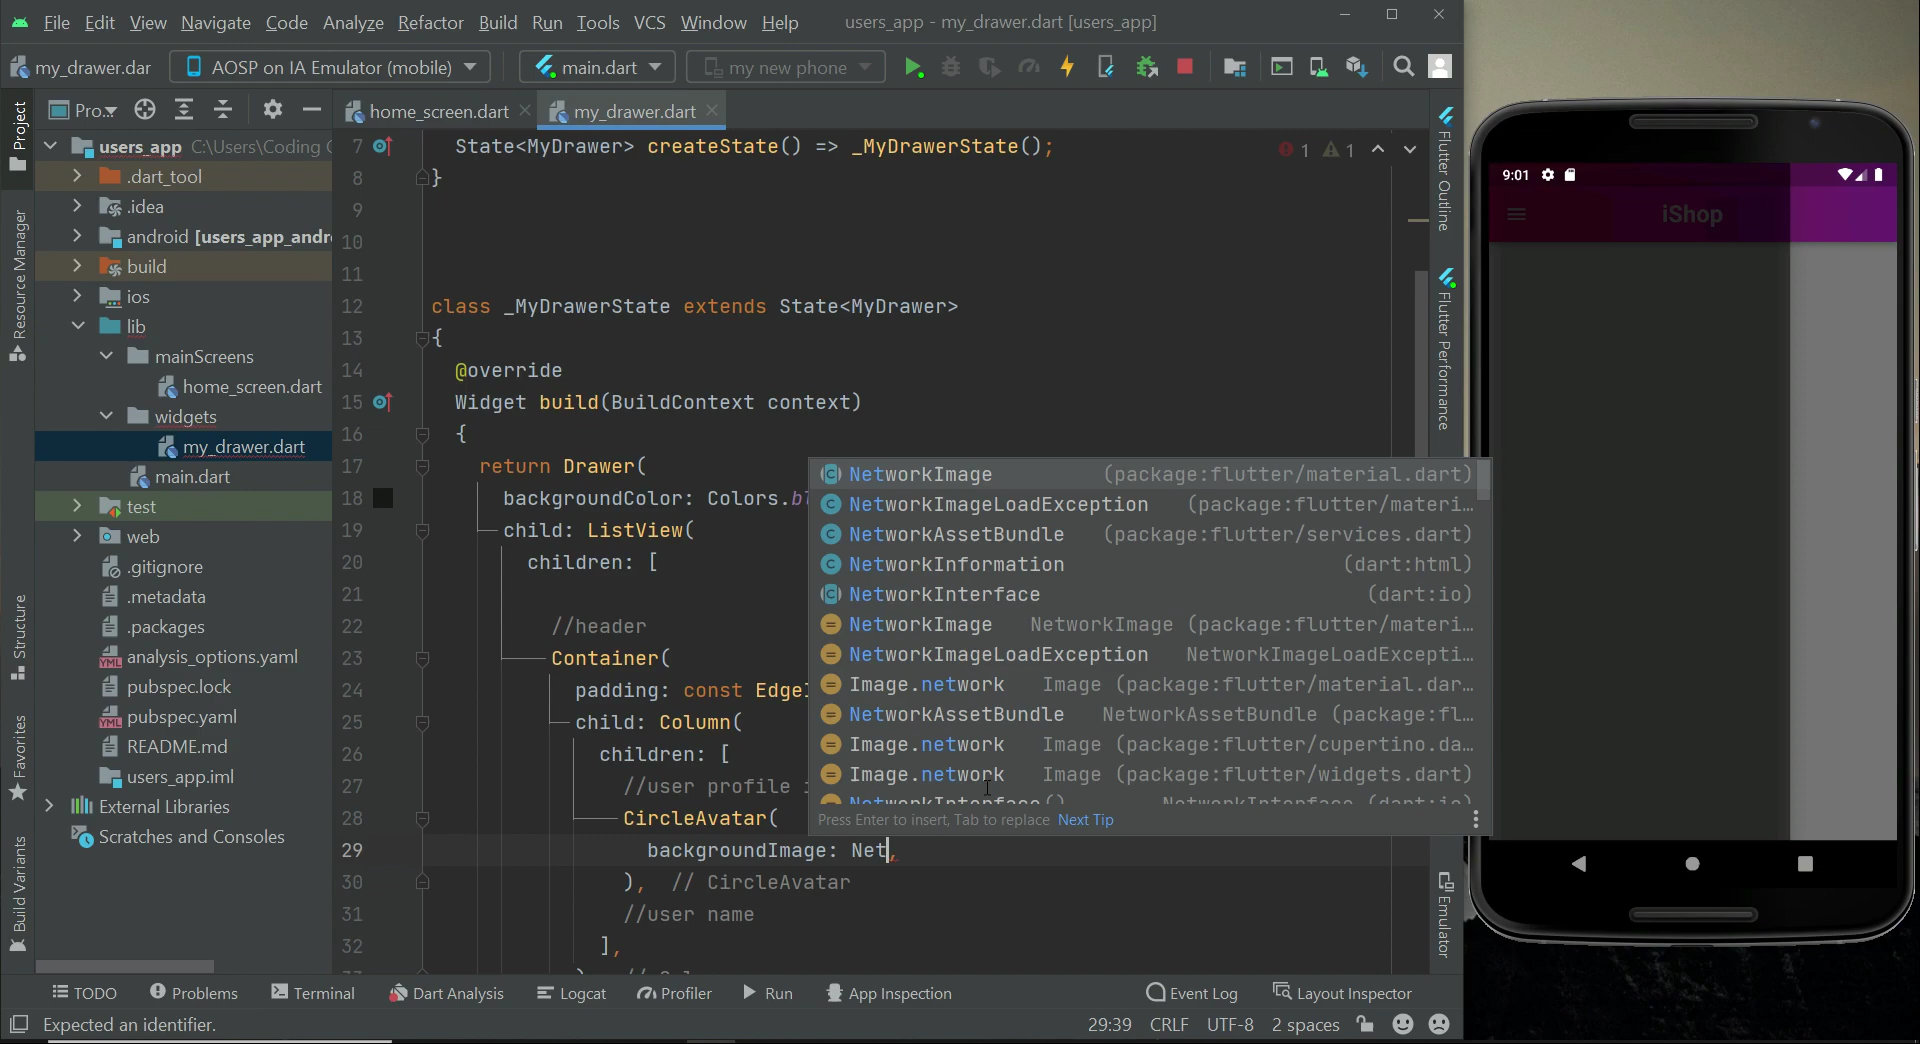 File Edit View Navigate Code Analyze Refactor Build Run Tools VCS Window Help users_app - my_drawer.dart [users_app]
my_drawer.dar AOSP on IA Emulator (mobile) main.dart my new phone
Pro... home_screen.dart my_drawer.dart
Project
Resource Manager
Structure
Favorites
Build Variants
users_app C:\Users\Coding
.dart_tool
.idea
android [users_app_andr
build
ios
lib
mainScreens
home_screen.dart
widgets
my_drawer.dart
main.dart
test
web
.gitignore
.metadata
.packages
analysis_options.yaml
pubspec.lock
pubspec.yaml
README.md
users_app.iml
External Libraries
Scratches and Consoles
7 State<MyDrawer> createState() => _MyDrawerState(); 1 1
8 }
9
10
11
12 class _MyDrawerState extends State<MyDrawer>
13 {
14 @override
15 Widget build(BuildContext context)
16 {
17 return Drawer(
18 backgroundColor: Colors.bl
19 child: ListView(
20 children: [
21
22 //header
23 Container(
24 padding: const EdgeI
25 child: Column(
26 children: [
27 //user profile i
28 CircleAvatar(
29 backgroundImage: Net,
30 ), // CircleAvatar
31 //user name
32 ],
NetworkImage (package:flutter/material.dart)
NetworkImageLoadException (package:flutter/materi...
NetworkAssetBundle (package:flutter/services.dart)
NetworkInformation (dart:html)
NetworkInterface (dart:io)
NetworkImage NetworkImage (package:flutter/materi...
NetworkImageLoadException NetworkImageLoadExcepti...
Image.network Image (package:flutter/material.dar...
NetworkAssetBundle NetworkAssetBundle (package:fl...
Image.network Image (package:flutter/cupertino.da...
Image.network Image (package:flutter/widgets.dart)
NetworkInterface() NetworkInterface (dart:io)
Press Enter to insert, Tab to replace Next Tip
Flutter Outline
Flutter Performance
Emulator
9:01
iShop
TODO Problems Terminal Dart Analysis Logcat Profiler Run App Inspection Event Log Layout Inspector
Expected an identifier. 29:39 CRLF UTF-8 2 spaces